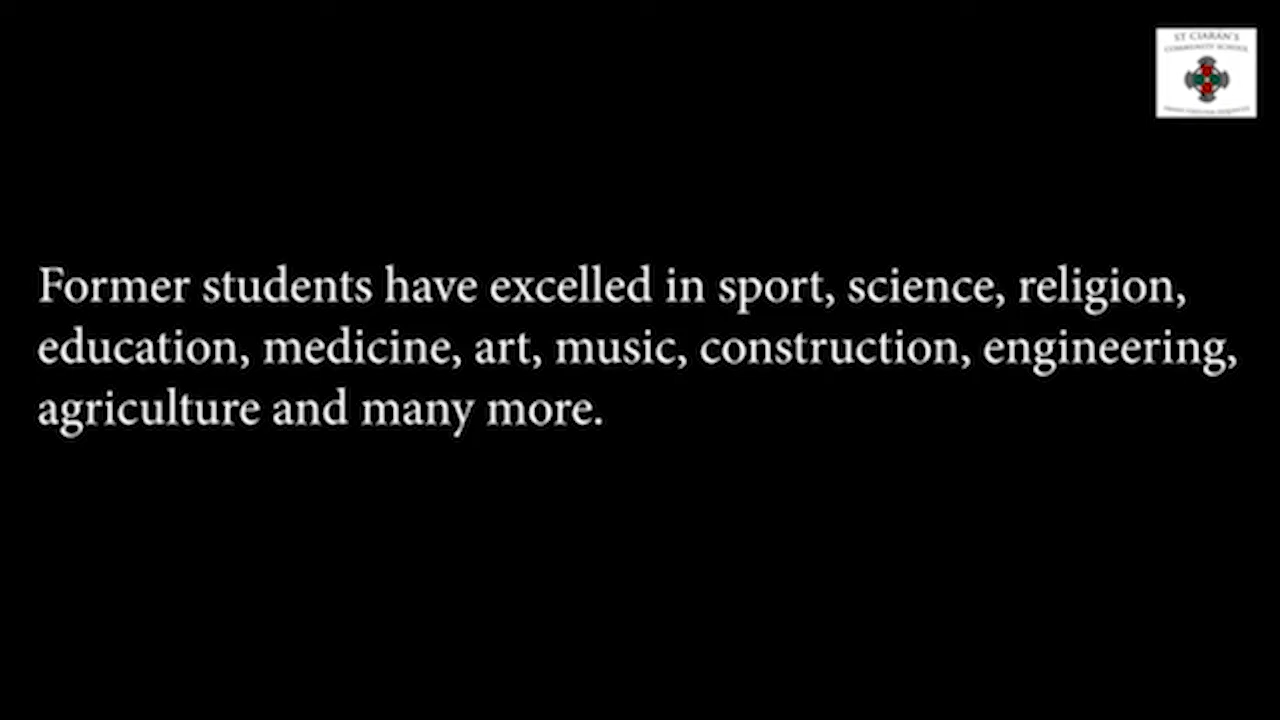 ST CIARÁN'S
COMMUNITY SCHOOL
Former students have excelled in sport, science, religion,
education, medicine, art, music, construction, engineering,
agriculture and many more.